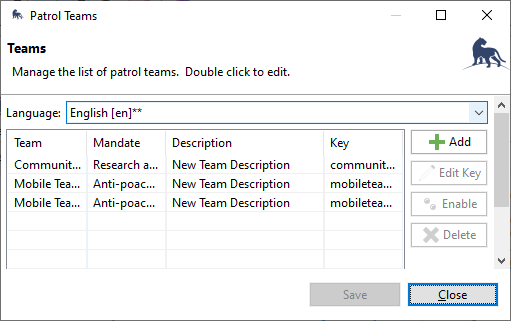 Patrol Teams
Teams
Manage the list of patrol teams.  Double click to edit.
Language: English [en]**
Team Mandate Description Key
Communit... Research a... New Team Description communit...
Mobile Tea... Anti-poac... New Team Description mobiletea...
Mobile Tea... Anti-poac... New Team Description mobiletea...
Add
Edit Key
Enable
Delete
Save Close